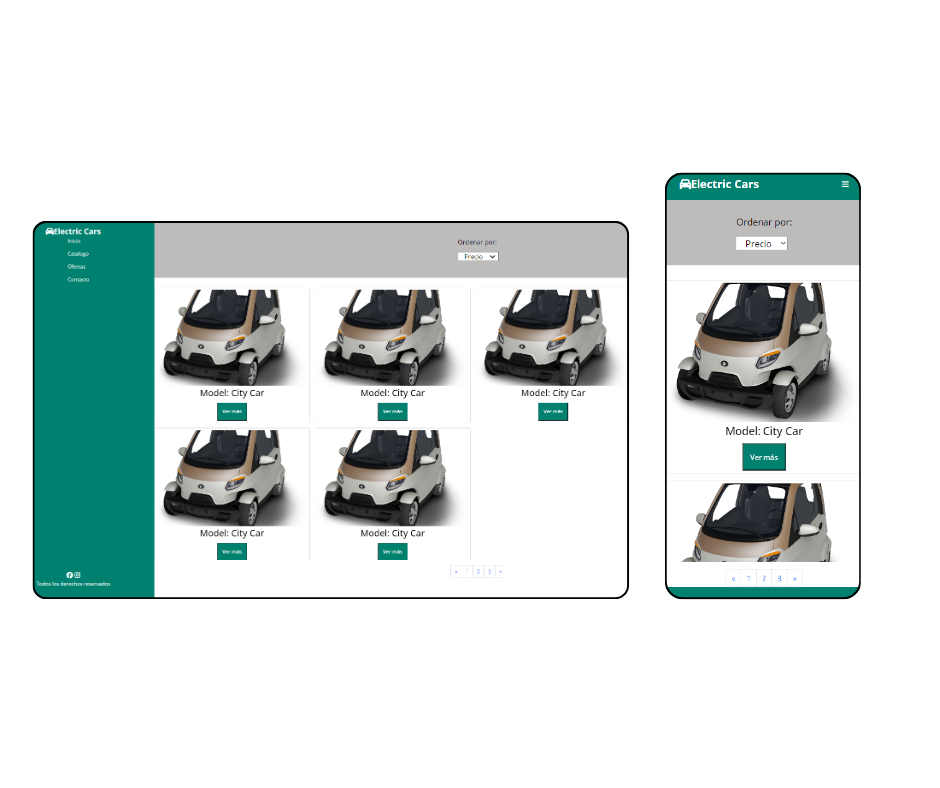 Electric Cars
Inicio
Catalogo
Ofertas
Contacto
Todos los derechos reservados
Ordenar por:
Precio
Model: City Car
Ver más
Model: City Car
Ver más
Model: City Car
Ver más
Model: City Car
Ver más
Model: City Car
Ver más
« 1 2 3 »
Electric Cars
Ordenar por:
Precio
Model: City Car
Ver más
« 1 2 3 »